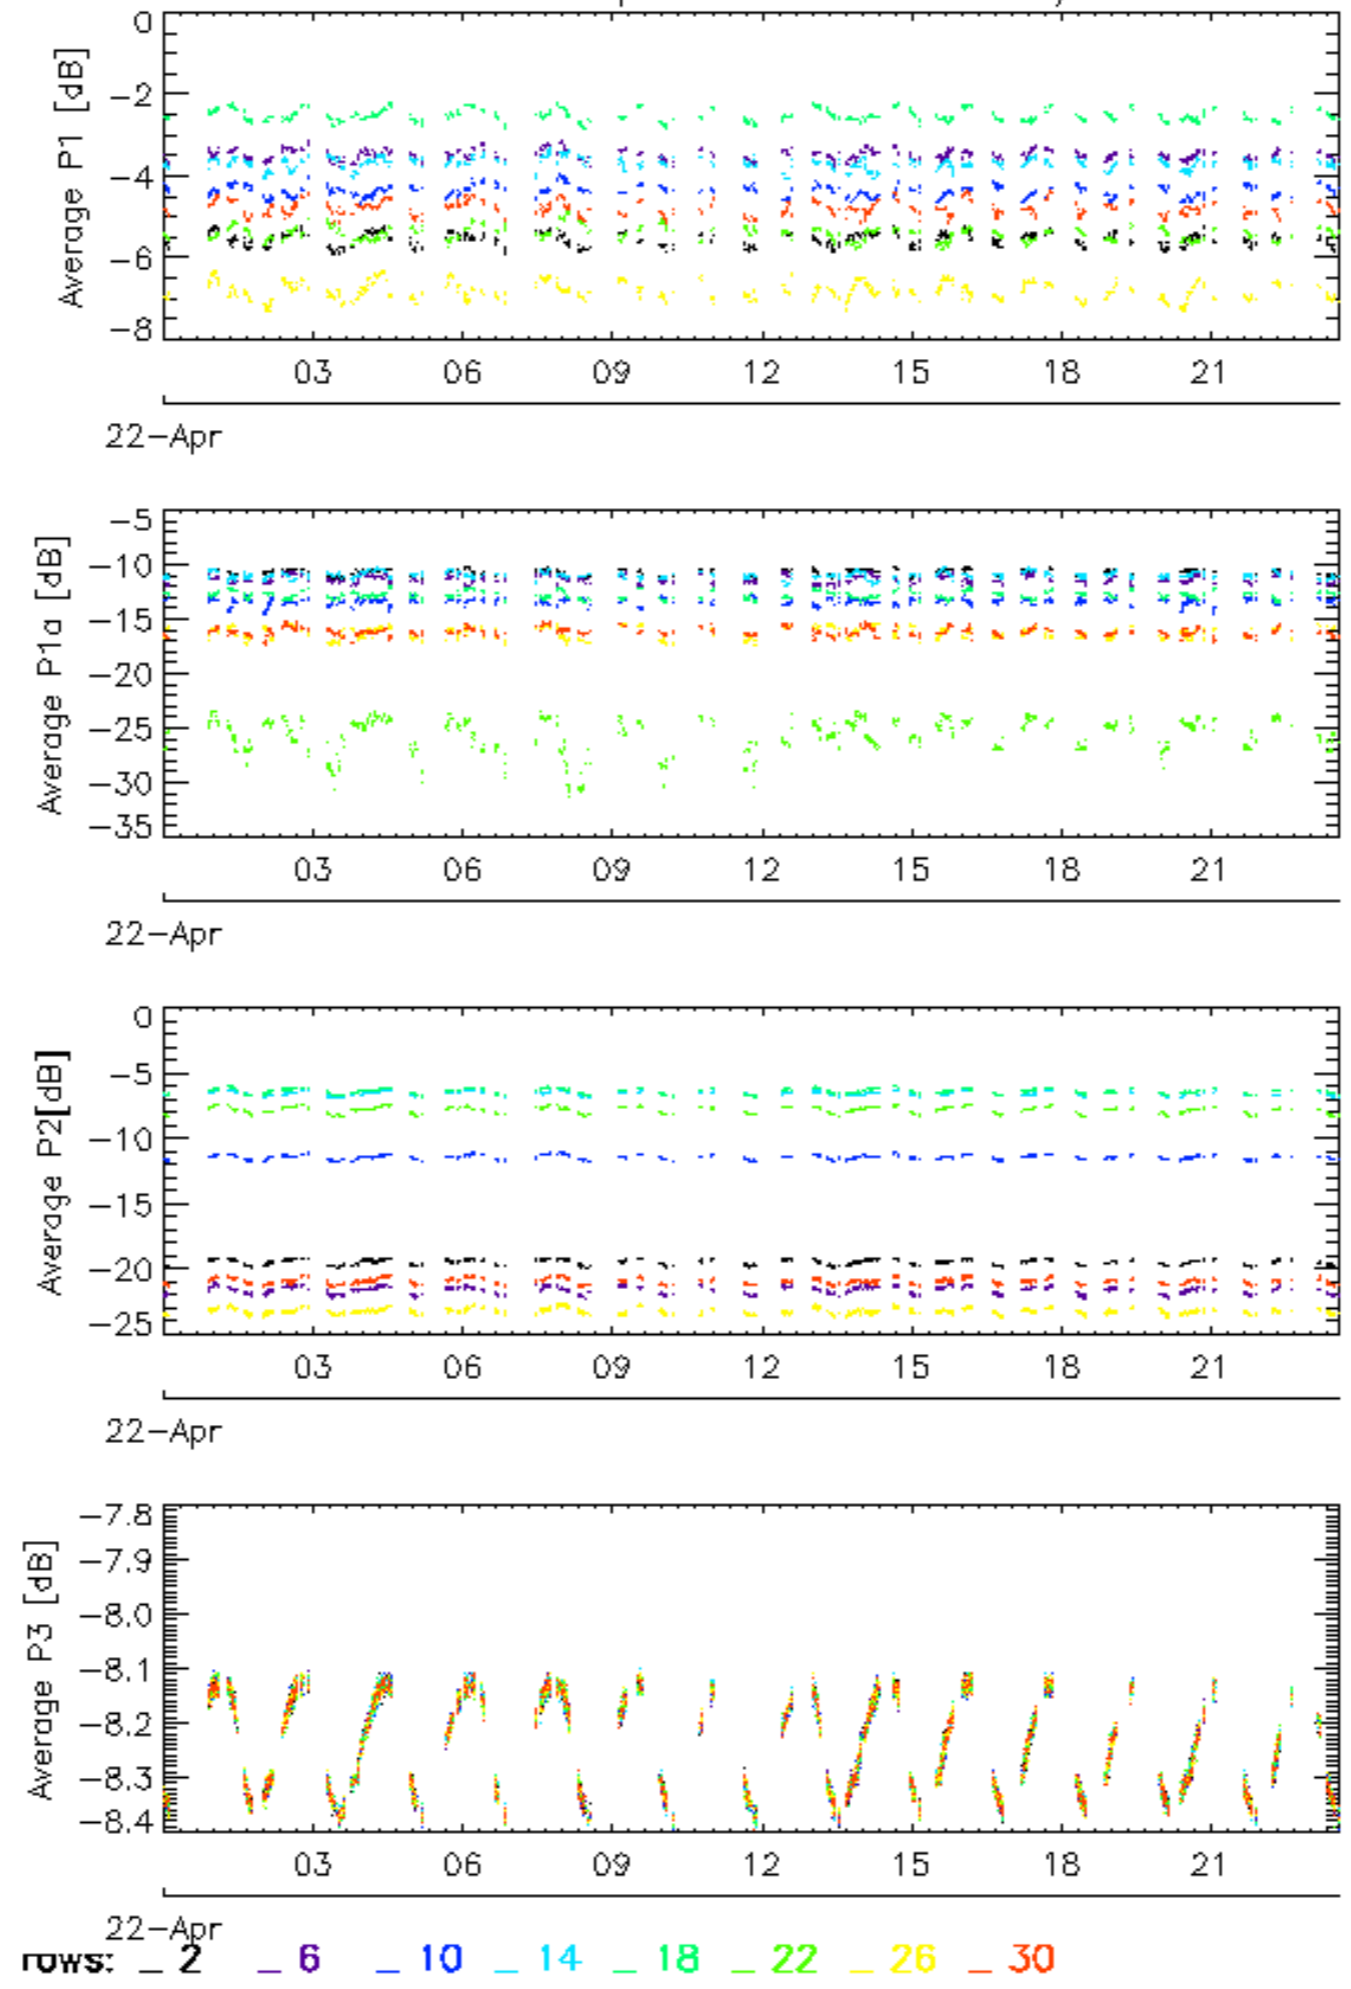 0
−2
−4
−6
−8
Average P1 [dB]
03 06 09 12 15 18 21
22−Apr
−5
−10
−15
−20
−25
−30
−35
Average P1a [dB]
03 06 09 12 15 18 21
22−Apr
0
−5
−10
−15
−20
−25
Average P2[dB]
03 06 09 12 15 18 21
22−Apr
−7.8
−7.9
−8.0
−8.1
−8.2
−8.3
−8.4
Average P3 [dB]
03 06 09 12 15 18 21
22−Apr
rows: _ 2 _ 6 _ 10 _ 14 _ 18 _ 22 _ 26 _ 30